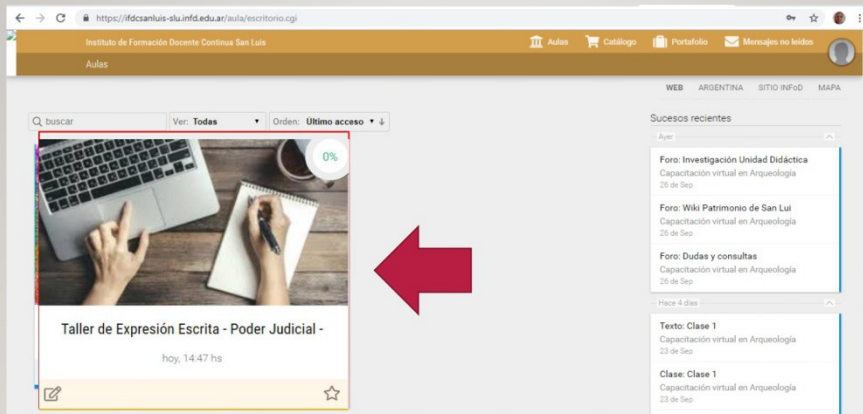 https://ifdcsanluis-slu.infd.edu.ar/aula/escritorio.cgi
Instituto de Formación Docente Continua San Luis
Aulas
Catálogo
Portafolio
Mensajes no leídos
Aulas
WEB ARGENTINA SITIO INFoD MAPA
buscar
Ver: Todas
Orden: Último acceso
0%
Taller de Expresión Escrita - Poder Judicial -
hoy, 14:47 hs
Sucesos recientes
Ayer
Foro: Investigación Unidad Didáctica
Capacitación virtual en Arqueología
26 de Sep
Foro: Wiki Patrimonio de San Lui
Capacitación virtual en Arqueología
26 de Sep
Foro: Dudas y consultas
Capacitación virtual en Arqueología
26 de Sep
Hace 4 días
Texto: Clase 1
Capacitación virtual en Arqueología
23 de Sep
Clase: Clase 1
Capacitación virtual en Arqueología
23 de Sep